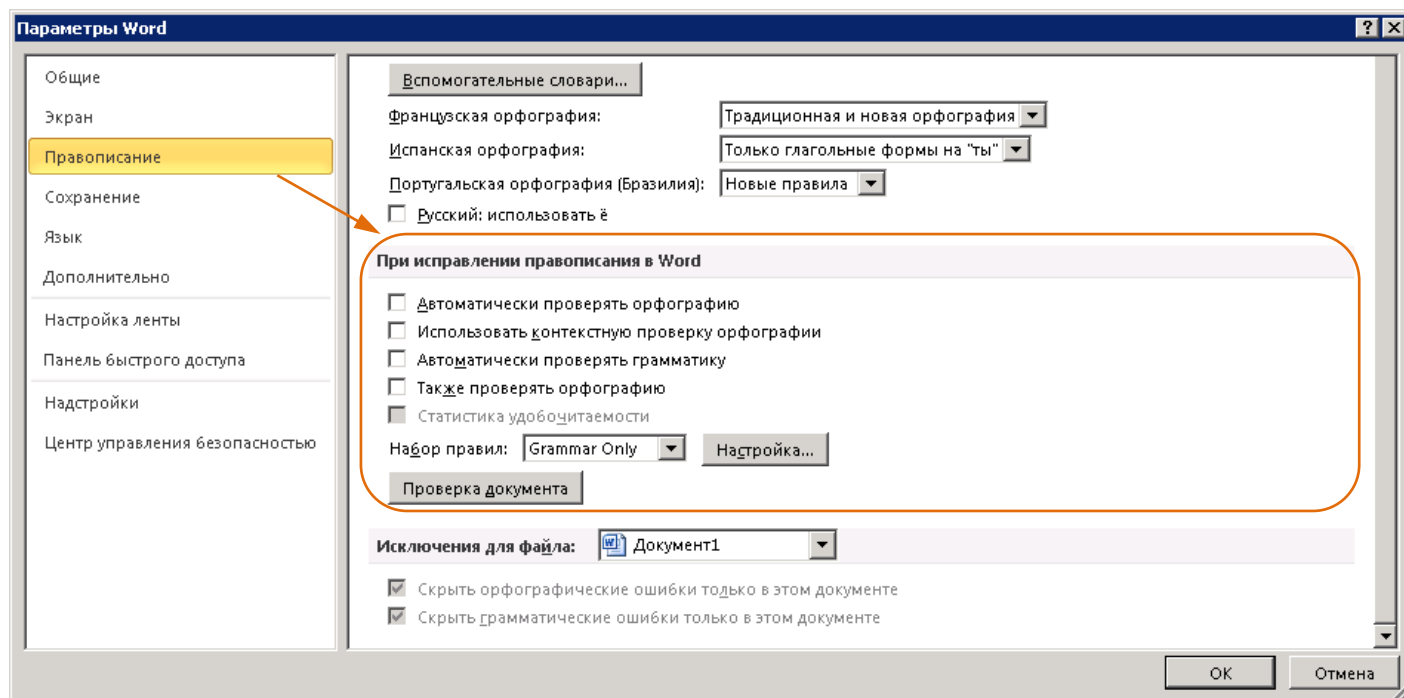 Параметры Word
Общие
Экран
Правописание
Сохранение
Язык
Дополнительно
Настройка ленты
Панель быстрого доступа
Надстройки
Центр управления безопасностью
Вспомогательные словари...
Французская орфография: Традиционная и новая орфография
Испанская орфография: Только глагольные формы на "ты"
Португальская орфография (Бразилия): Новые правила
Русский: использовать ё
При исправлении правописания в Word
Автоматически проверять орфографию
Использовать контекстную проверку орфографии
Автоматически проверять грамматику
Также проверять орфографию
Статистика удобочитаемости
Набор правил: Grammar Only Настройка...
Проверка документа
Исключения для файла: Документ1
Скрыть орфографические ошибки только в этом документе
Скрыть грамматические ошибки только в этом документе
ОК Отмена